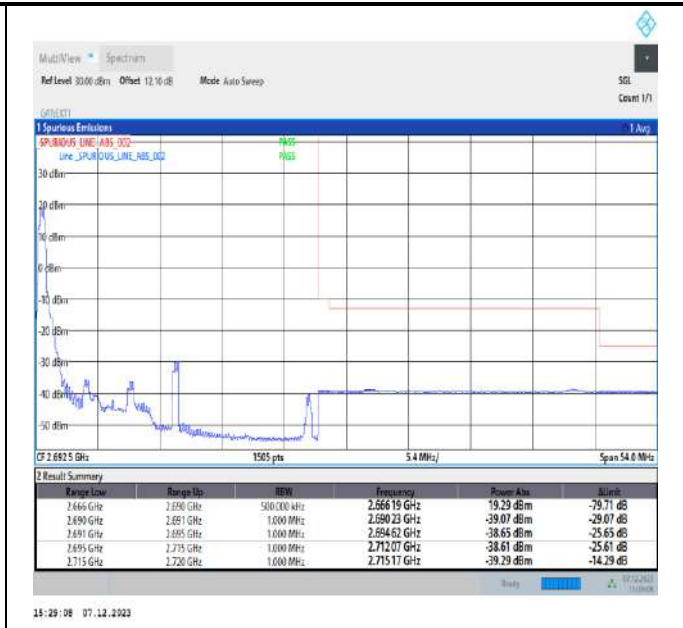 MultiView Spectrum
Ref Level 30.00 dBm Offset 12.10 dB Mode Auto Sweep SGL
Count 1/1
1 Spurious Emissions 1 Avg
SPURIOUS_LINE_ABS_002 PASS
Line _SPURIOUS_LINE_ABS_002 PASS
30 dBm
20 dBm
10 dBm
0 dBm
-10 dBm
-20 dBm
-30 dBm
-40 dBm
-50 dBm
CF 2.6925 GHz 1505 pts 5.4 MHz/ Span 54.0 MHz
2 Result Summary
Range Low Range Up RBW Frequency Power Abs ΔLimit
2.666 GHz 2.690 GHz 500.000 kHz 2.66619 GHz 19.29 dBm -79.71 dB
2.690 GHz 2.691 GHz 1.000 MHz 2.69023 GHz -39.07 dBm -29.07 dB
2.691 GHz 2.695 GHz 1.000 MHz 2.69462 GHz -38.65 dBm -25.65 dB
2.695 GHz 2.715 GHz 1.000 MHz 2.71207 GHz -38.61 dBm -25.61 dB
2.715 GHz 2.720 GHz 1.000 MHz 2.71517 GHz -39.29 dBm -14.29 dB
Ready 07.12.2023
15:29:08 07.12.2023